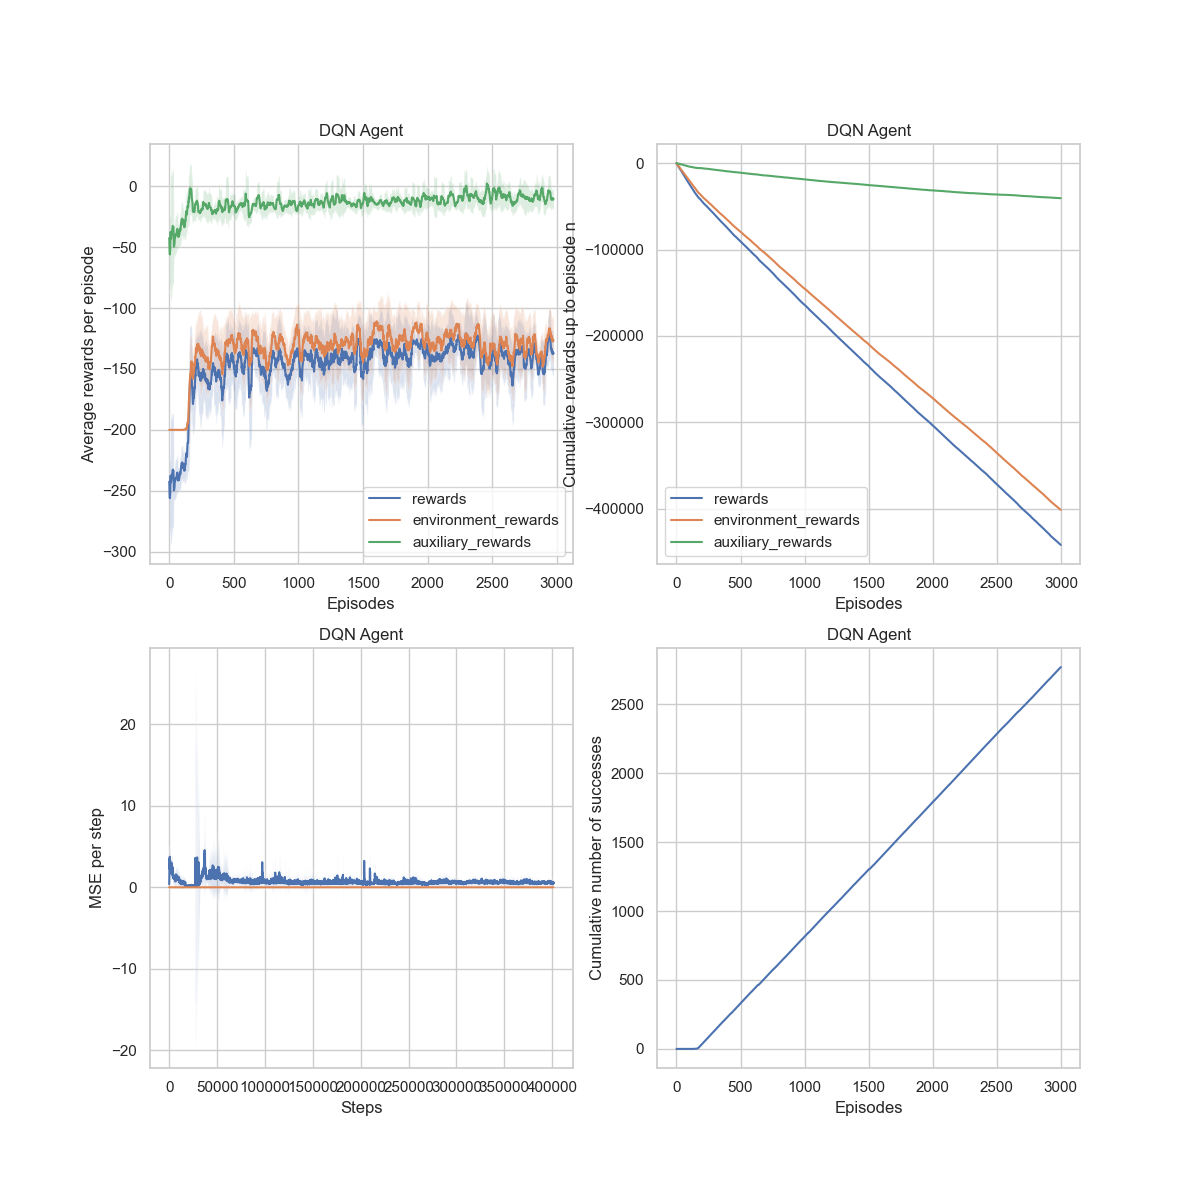 DQN Agent
Average rewards per episode
0
−50
−100
−150
−200
−250
−300
rewards
environment_rewards
auxiliary_rewards
0 500 1000 1500 2000 2500 3000
Episodes
DQN Agent
Cumulative rewards up to episode n
0
−100000
−200000
−300000
−400000
rewards
environment_rewards
auxiliary_rewards
0 500 1000 1500 2000 2500 3000
Episodes
DQN Agent
MSE per step
20
10
0
−10
−20
0 50000 100000 150000 200000 250000 300000 350000 400000
Steps
DQN Agent
Cumulative number of successes
2500
2000
1500
1000
500
0
0 500 1000 1500 2000 2500 3000
Episodes